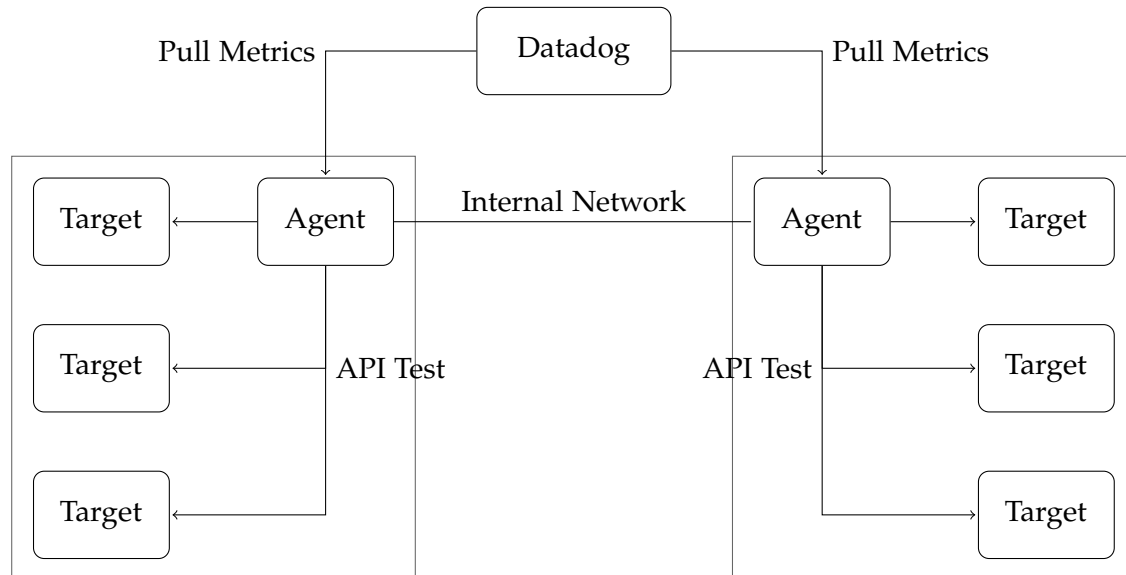 Datadog
Pull Metrics
Pull Metrics
Target
Agent
Internal Network
Agent
Target
Target
API Test
API Test
Target
Target
Target